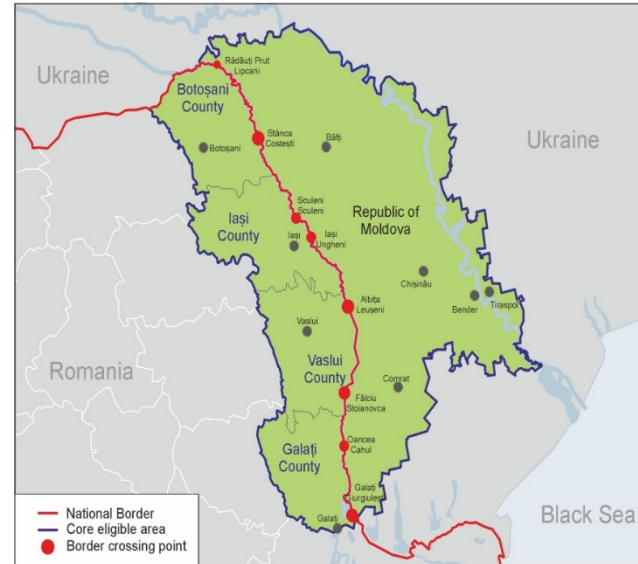 Ukraine
Rădăuți Prut
Lipcani
Botoșani
County
Stânca
Costești
Botoșani
Bălți
Ukraine
Sculeni
Sculeni
Iași
County
Iași
Iași
Ungheni
Republic of
Moldova
Chișinău
Bender
Tiraspol
Albița
Leușeni
Vaslui
Romania
Vaslui
County
Comrat
Fălciu
Stoianovca
Oancea
Cahul
Galați
County
Galați
Giurgiulești
Galați
Black Sea
National Border
Core eligible area
Border crossing point